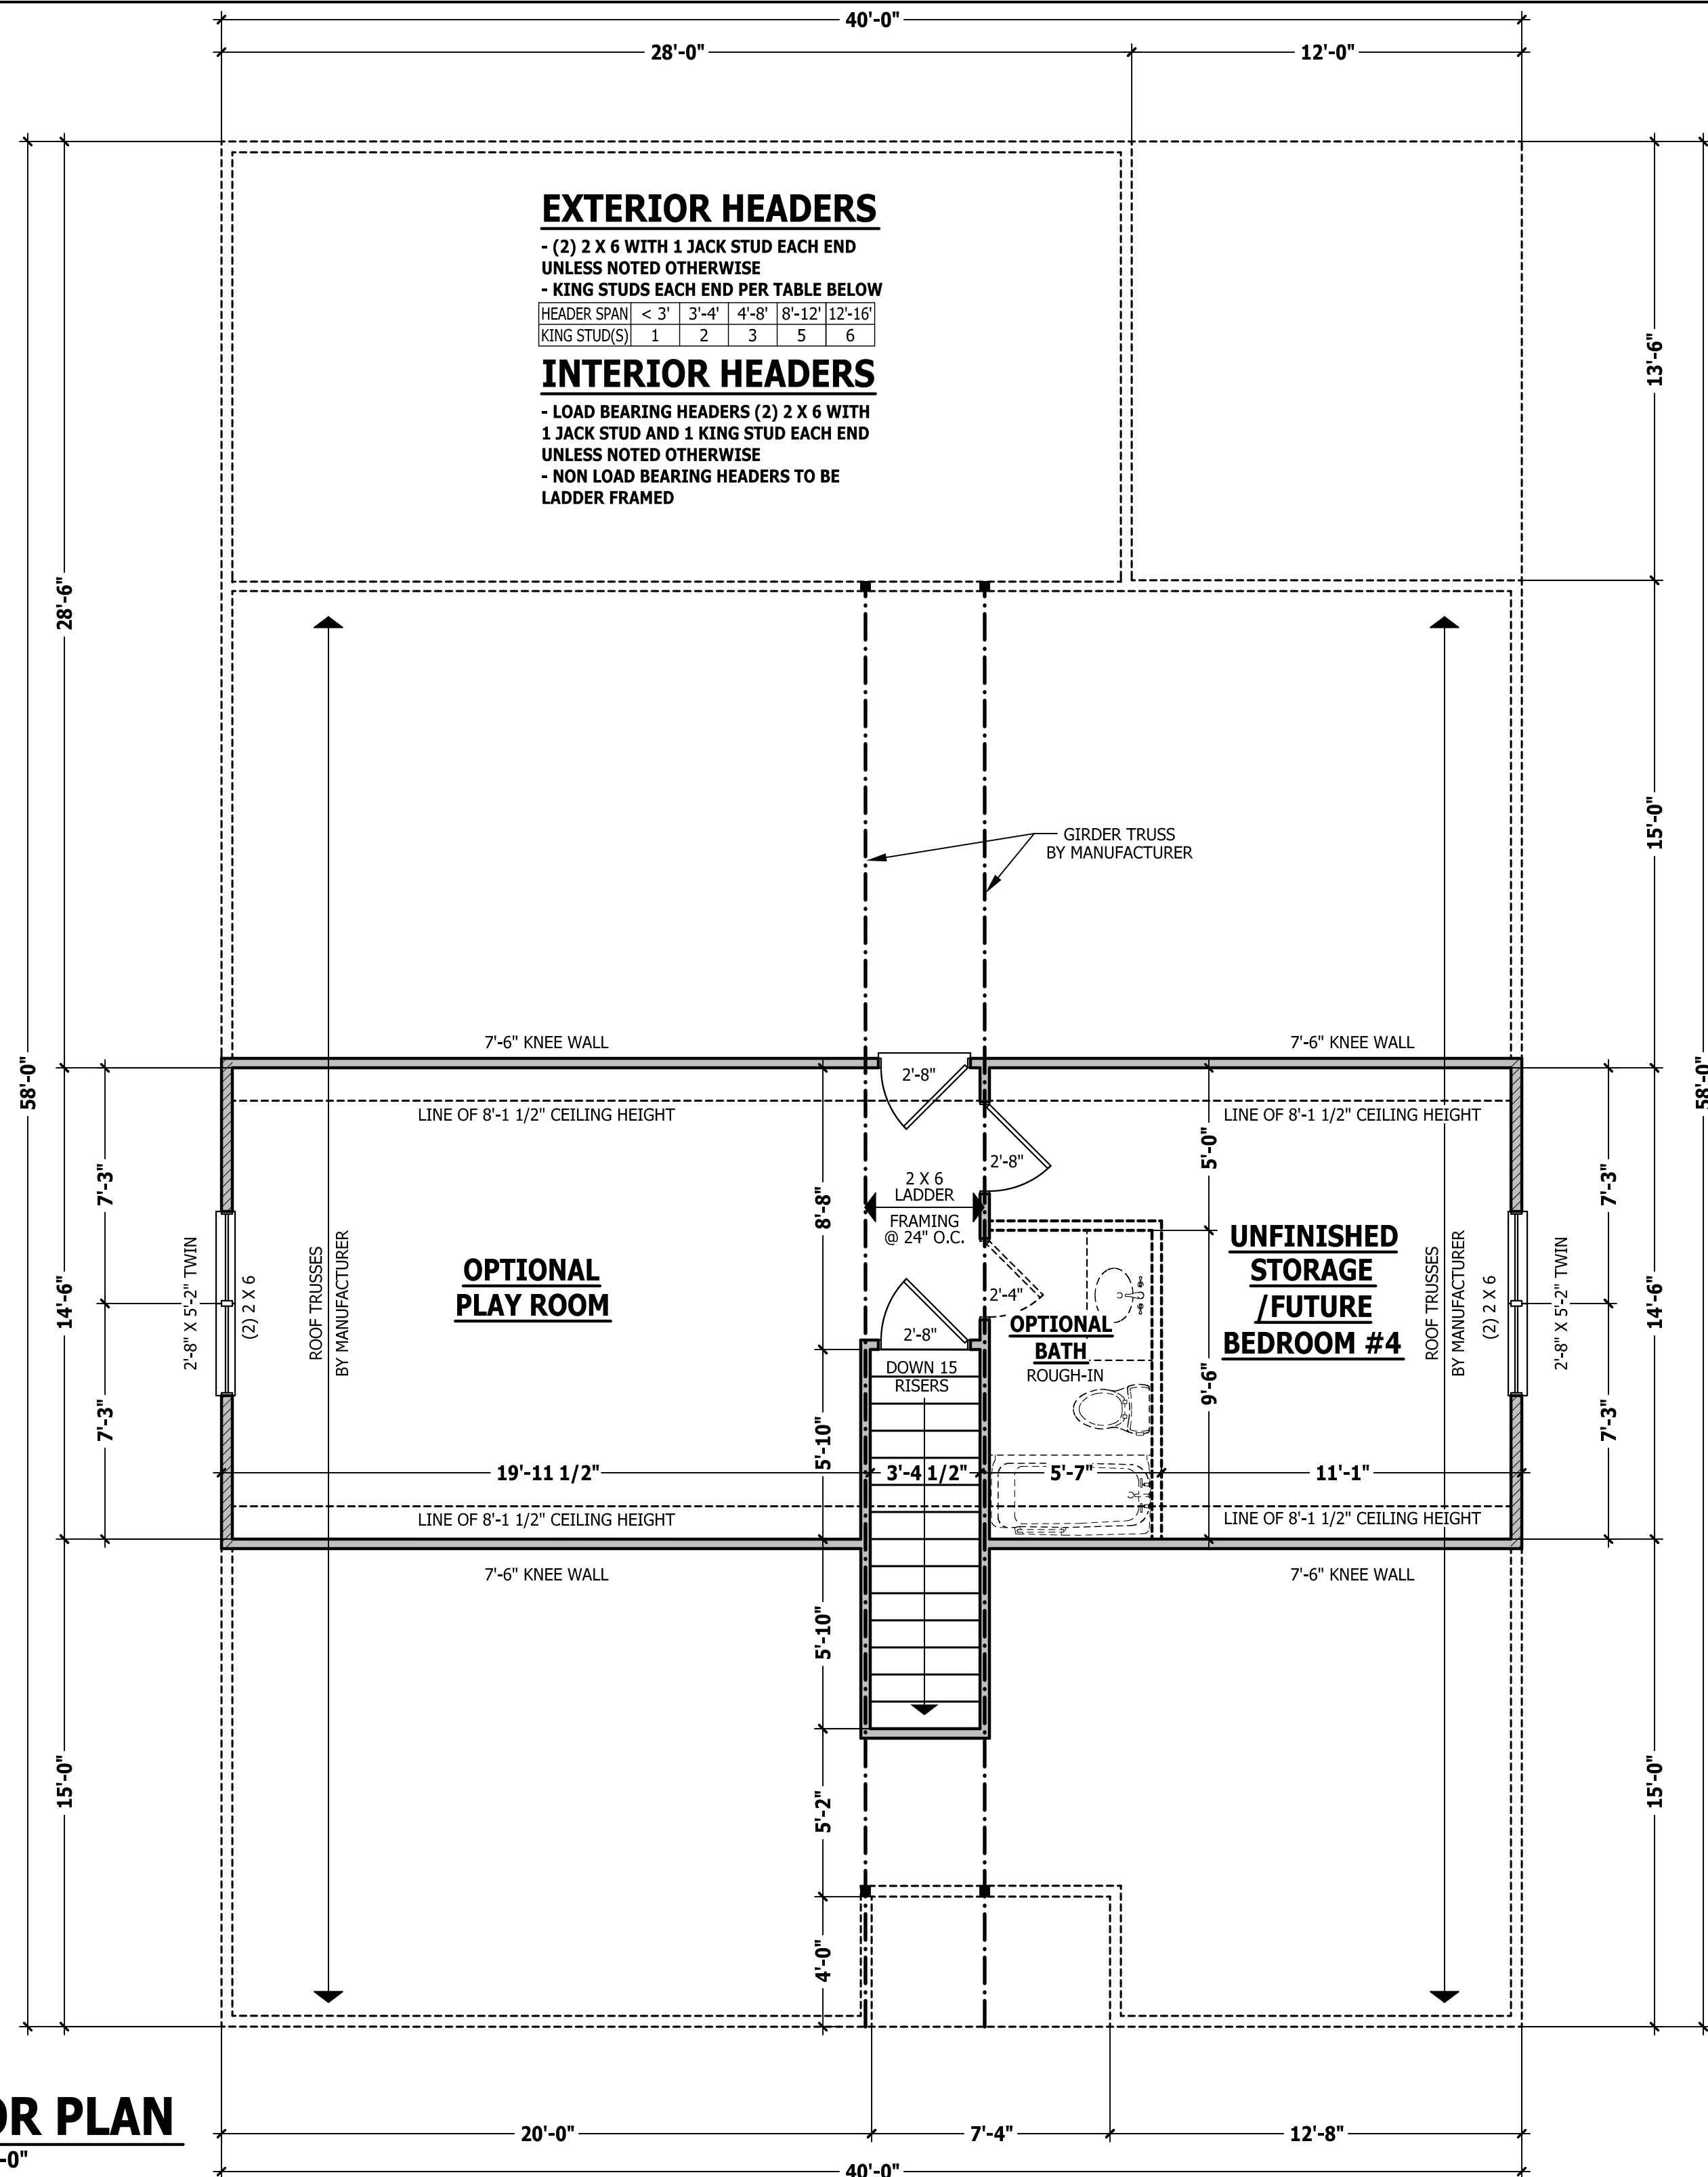 40'-0"
28'-0"
12'-0"
EXTERIOR HEADERS
- (2) 2 X 6 WITH 1 JACK STUD EACH END
UNLESS NOTED OTHERWISE
- KING STUDS EACH END PER TABLE BELOW
HEADER SPAN < 3' 3'-4' 4'-8' 8'-12' 12'-16'
KING STUD(S) 1 2 3 5 6
INTERIOR HEADERS
- LOAD BEARING HEADERS (2) 2 X 6 WITH
1 JACK STUD AND 1 KING STUD EACH END
UNLESS NOTED OTHERWISE
- NON LOAD BEARING HEADERS TO BE
LADDER FRAMED
13'-6"
28'-6"
15'-0"
GIRDER TRUSS
BY MANUFACTURER
58'-0"
58'-0"
7'-6" KNEE WALL
7'-6" KNEE WALL
2'-8"
LINE OF 8'-1 1/2" CEILING HEIGHT
LINE OF 8'-1 1/2" CEILING HEIGHT
7'-3"
8'-8"
2'-8"
5'-0"
7'-3"
2 X 6
LADDER
FRAMING
@ 24" O.C.
14'-6"
2'-8" X 5'-2" TWIN
(2) 2 X 6
ROOF TRUSSES
BY MANUFACTURER
OPTIONAL
PLAY ROOM
2'-4"
OPTIONAL
BATH
ROUGH-IN
UNFINISHED
STORAGE
/FUTURE
BEDROOM #4
ROOF TRUSSES
BY MANUFACTURER
(2) 2 X 6
2'-8" X 5'-2" TWIN
14'-6"
2'-8"
DOWN 15
RISERS
7'-3"
5'-10"
9'-6"
7'-3"
19'-11 1/2"
3'-4 1/2"
5'-7"
11'-1"
LINE OF 8'-1 1/2" CEILING HEIGHT
LINE OF 8'-1 1/2" CEILING HEIGHT
7'-6" KNEE WALL
7'-6" KNEE WALL
5'-10"
15'-0"
5'-2"
15'-0"
4'-0"
OR PLAN
-0"
20'-0"
7'-4"
12'-8"
40'-0"